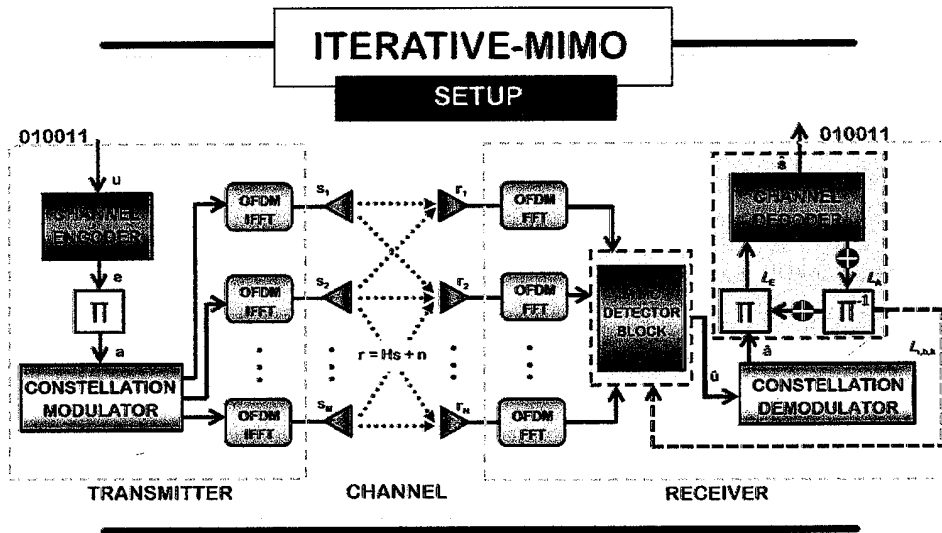 ITERATIVE-MIMO
SETUP
010011
u
CHANNEL
ENCODER
e
Π
a
CONSTELLATION
MODULATOR
OFDM
IFFT
OFDM
IFFT
OFDM
IFFT
s1
s2
sM
r = Hs + n
r1
r2
rN
OFDM
FFT
OFDM
FFT
OFDM
FFT
DETECTOR
BLOCK
010011
CHANNEL
DECODER
LE
LA
Π
Π-1
û
â
CONSTELLATION
DEMODULATOR
TRANSMITTER
CHANNEL
RECEIVER